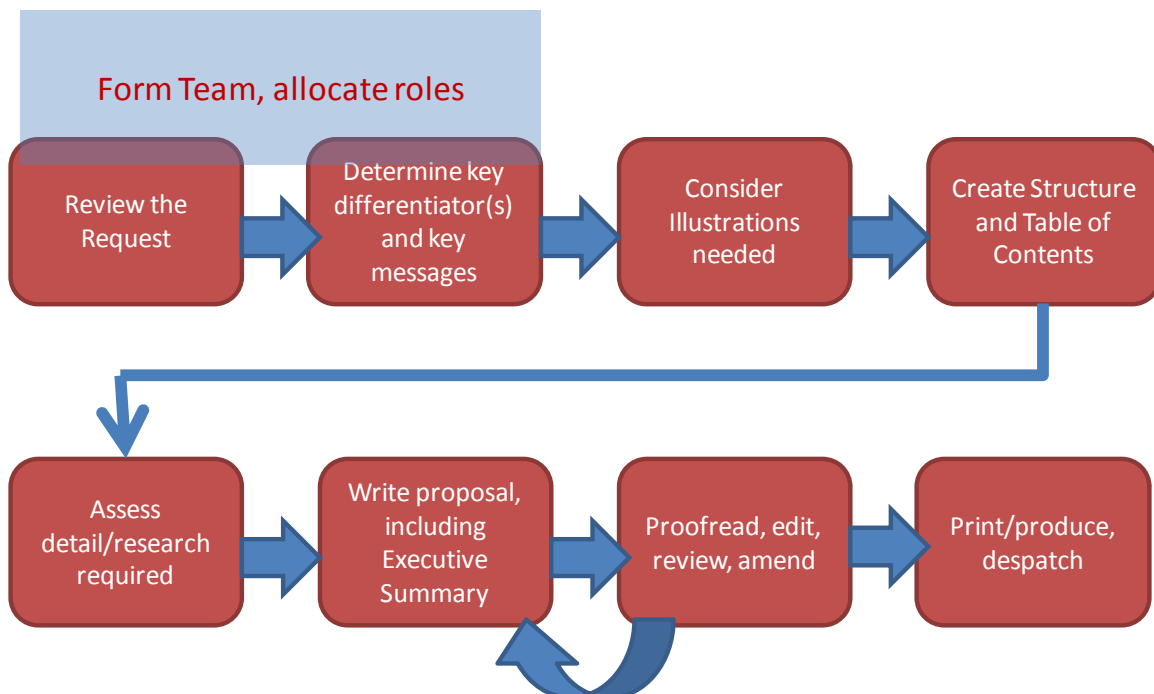 Form Team, allocate roles
Review the
Request
Determine key
differentiator(s)
and key
messages
Consider
Illustrations
needed
Create Structure
and Table of
Contents
Assess
detail/research
required
Write proposal,
including
Executive
Summary
Proofread, edit,
review, amend
Print/produce,
despatch